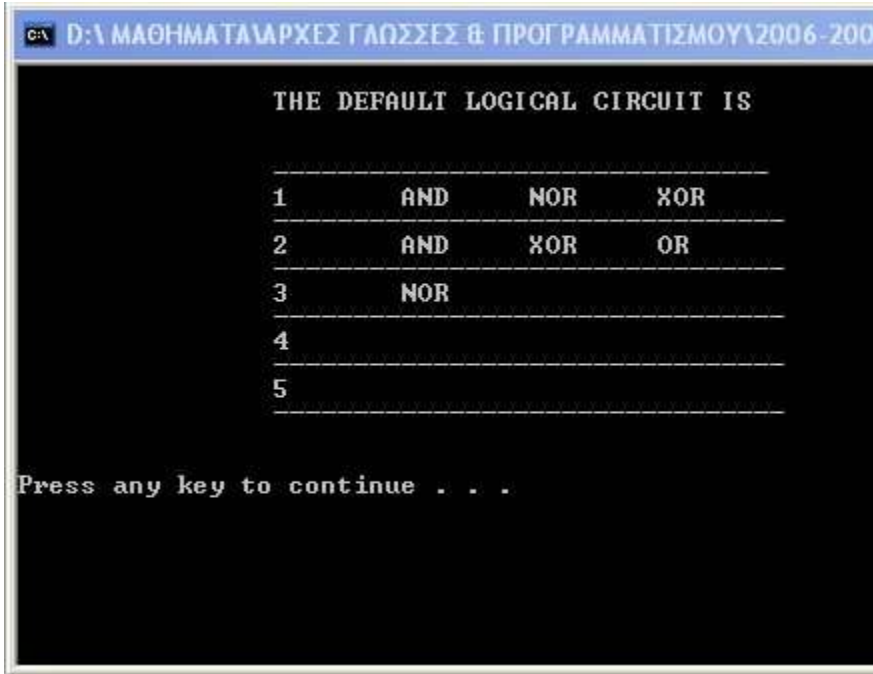 D:\ ΜΑΘΗΜΑΤΑ\ΑΡΧΕΣ ΓΛΩΣΣΕΣ & ΠΡΟΓΡΑΜΜΑΤΙΣΜΟΥ\2006-200
THE DEFAULT LOGICAL CIRCUIT IS
1 AND NOR XOR
2 AND XOR OR
3 NOR
4
5
Press any key to continue . . .